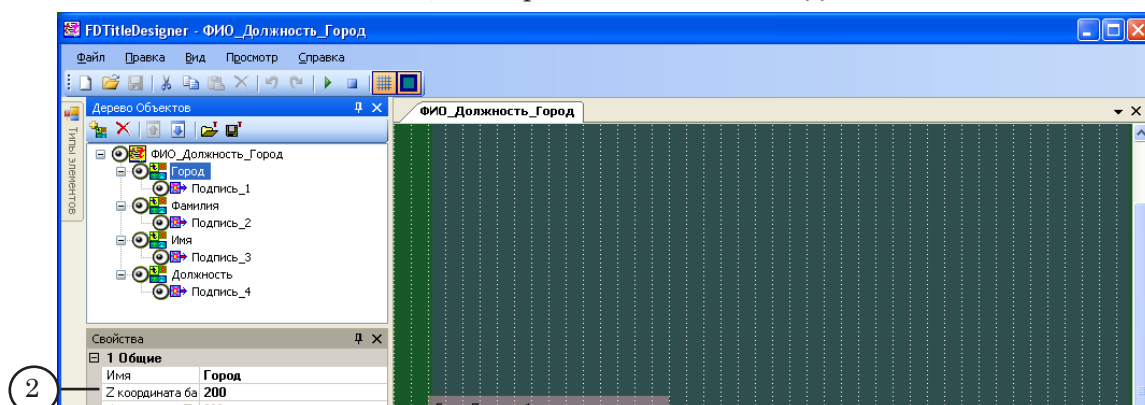 FDTitleDesigner - ФИО_Должность_Город
Файл Правка Вид Просмотр Справка
Дерево Объектов
ФИО_Должность_Город
Типы элементов
ФИО_Должность_Город
Город
Подпись_1
Фамилия
Подпись_2
Имя
Подпись_3
Должность
Подпись_4
Свойства
1 Общие
Имя Город
2
Z координата ба 200